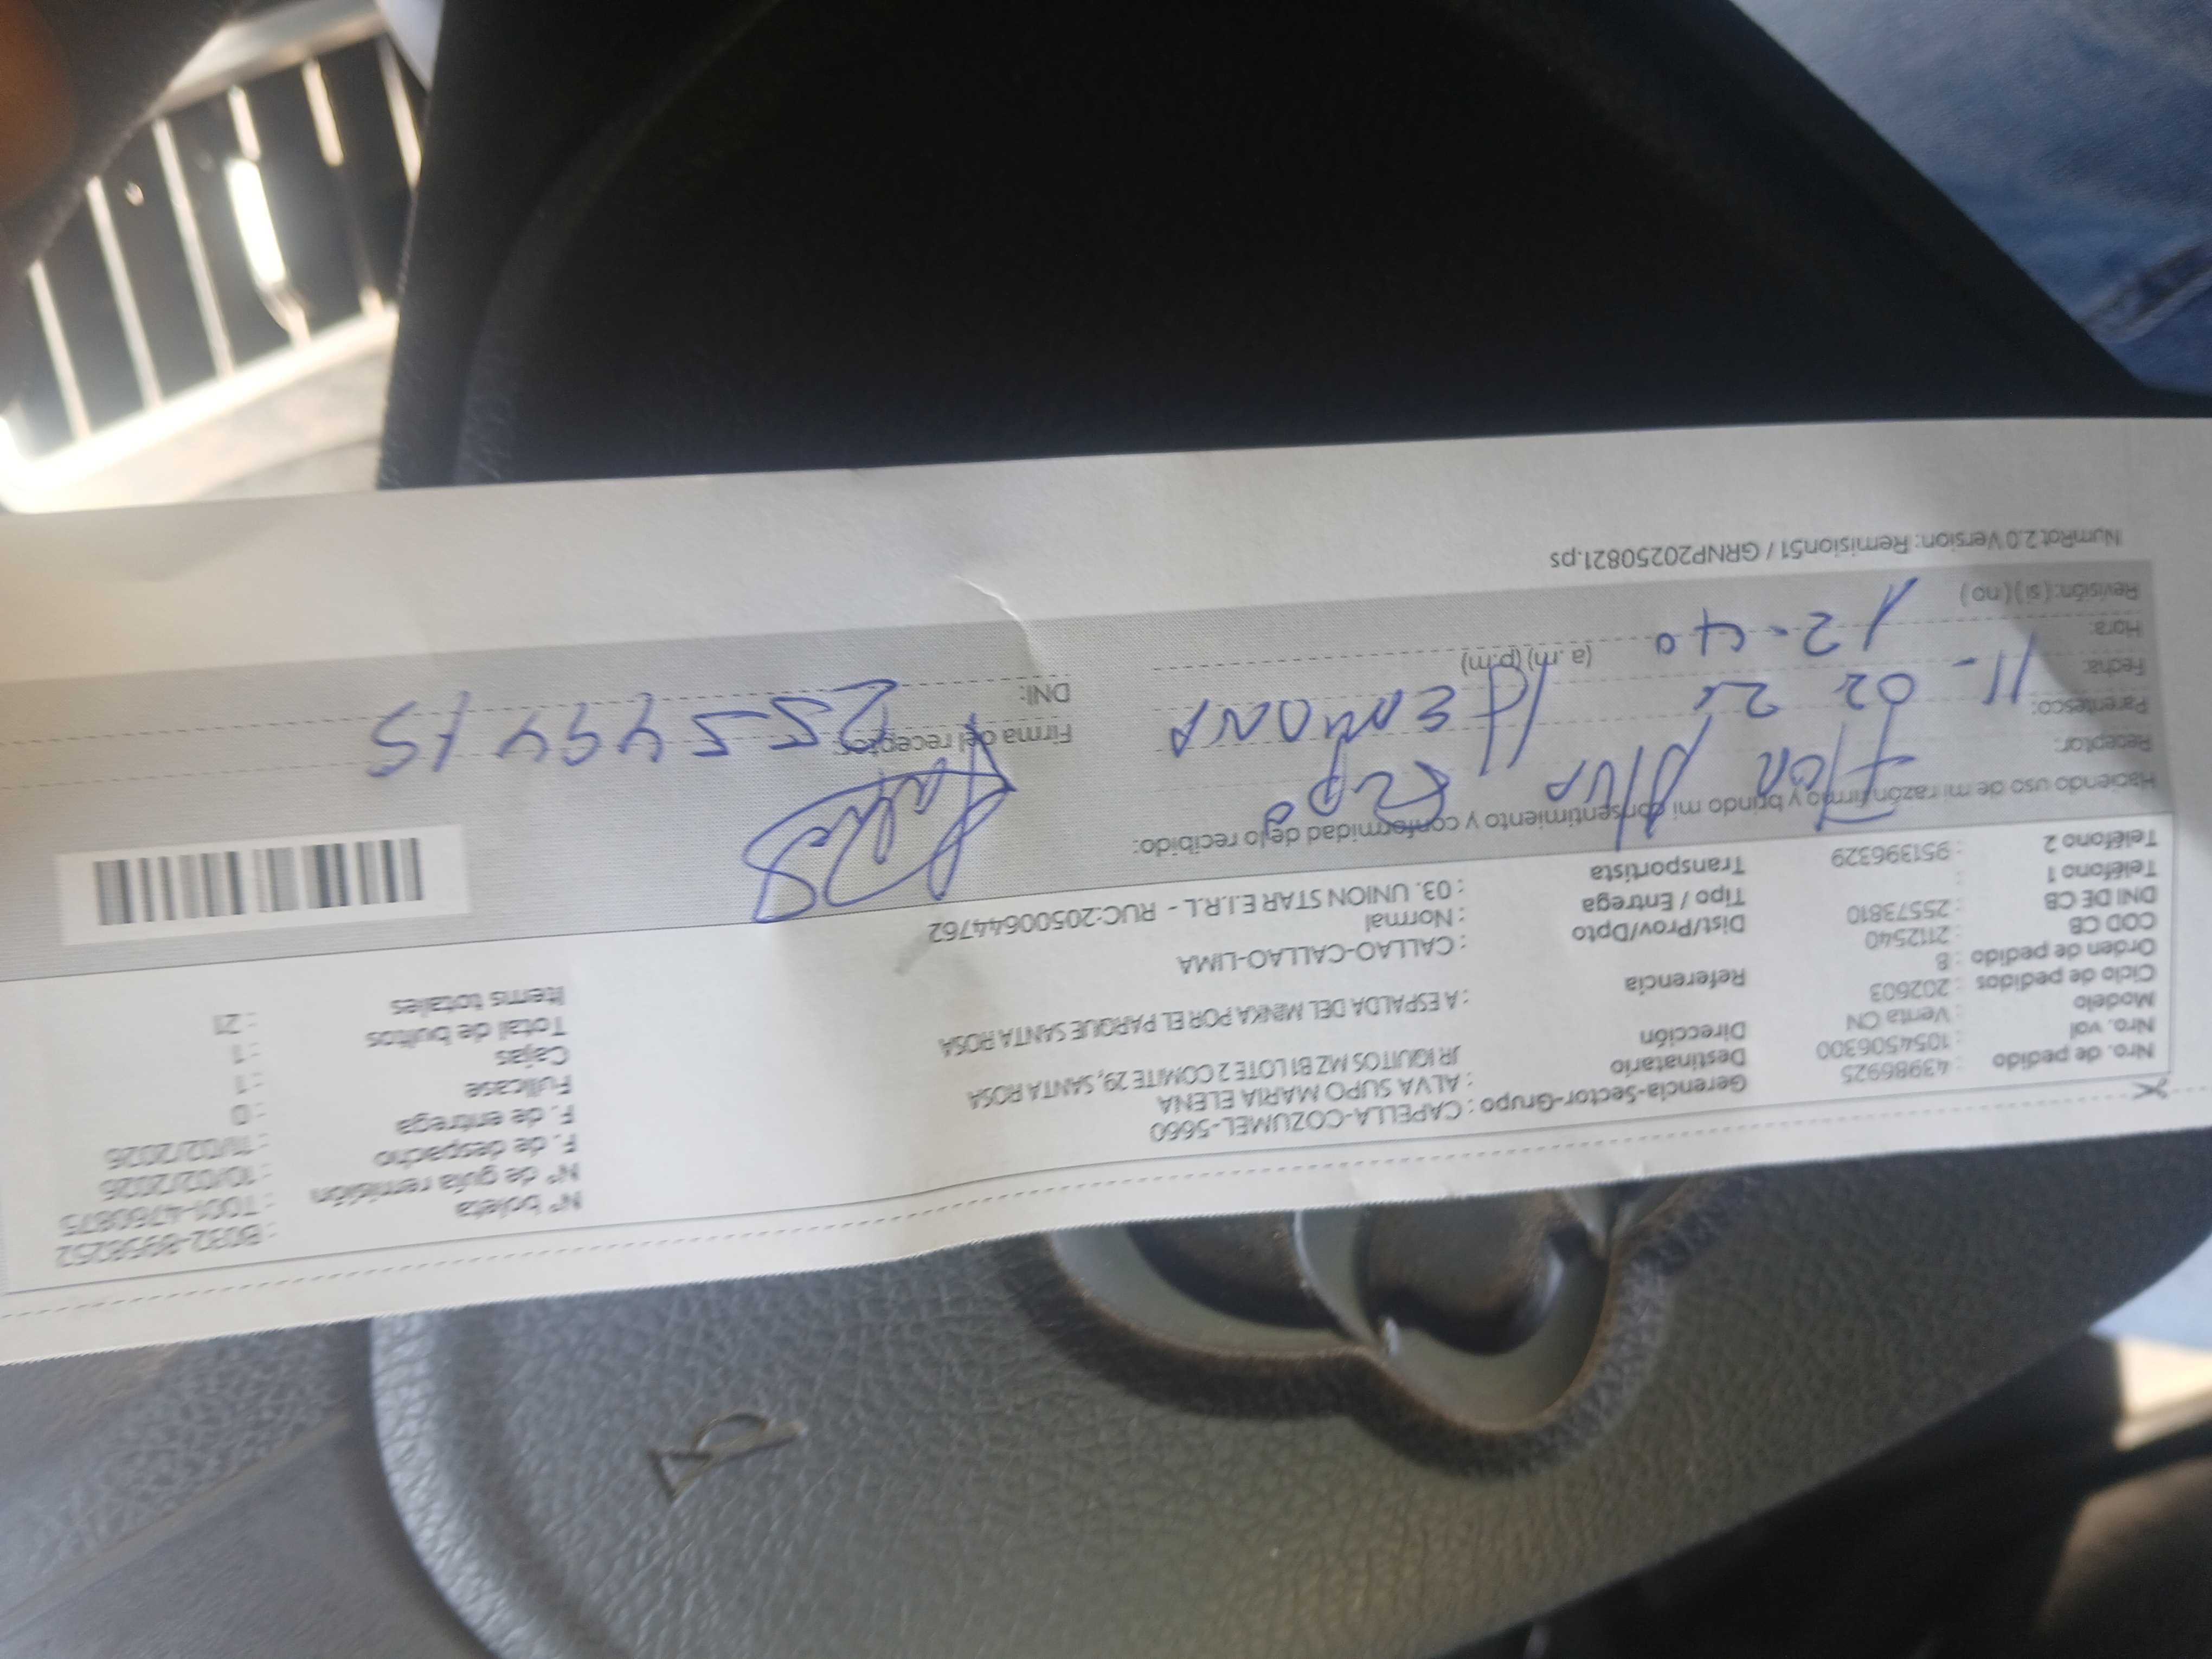 Nro. de pedido : 43986925
Nro. vol : 1054506300
Modelo : Venta CN
Ciclo de pedidos : 202603
Orden de pedido : 8
COD CB : 2112540
DNI DE CB : 25573810
Teléfono 1 :
Teléfono 2 : 951396329
Gerencia-Sector-Grupo : CAPELLA-COZUMEL-5660
Destinatario : ALVA SUPO MARIA ELENA
Dirección JR IQUITOS MZ B1 LOTE 2 COMITE 29, SANTA ROSA
Referencia : A ESPALDA DEL MINKA POR EL PARQUE SANTA ROSA
Dist/Prov/Dpto : CALLAO-CALLAO-LIMA
Tipo / Entrega : Normal
Transportista : 03. UNION STAR E.I.R.L - RUC:20500644762
N° boleta : B032-8958252
N° de guía remisión : T001-4760875
F. de despacho : 10/02/2026
F. de entrega : 11/02/2026
Fullcase : 0
Cajas : 1
Total de bultos : 1
Items totales : 21
Haciendo uso de mi razón firmo y brindo mi consentimiento y conformidad de lo recibido:
Receptor:
Parentesco: HERMANA
Fecha: 11-02
Hora: 12-40 (a.m) (p.m)
Revisión: (si) (no)
Firma del receptor:
DNI:
NumRot 2.0 Version: Remision51 / GRNP20250821.ps